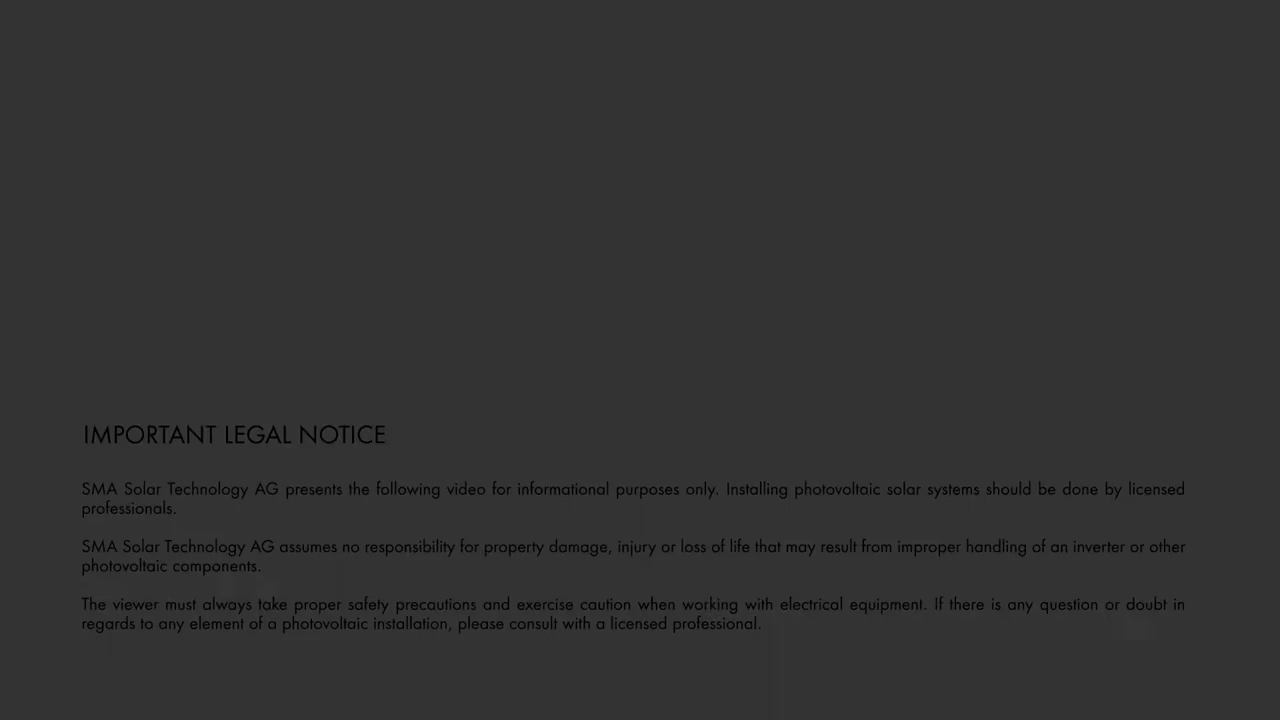 IMPORTANT LEGAL NOTICE
SMA Solar Technology AG presents the following video for informational purposes only. Installing photovoltaic solar systems should be done by licensed
professionals.
SMA Solar Technology AG assumes no responsibility for property damage, injury or loss of life that may result from improper handling of an inverter or other
photovoltaic components.
The viewer must always take proper safety precautions and exercise caution when working with electrical equipment. If there is any question or doubt in
regards to any element of a photovoltaic installation, please consult with a licensed professional.